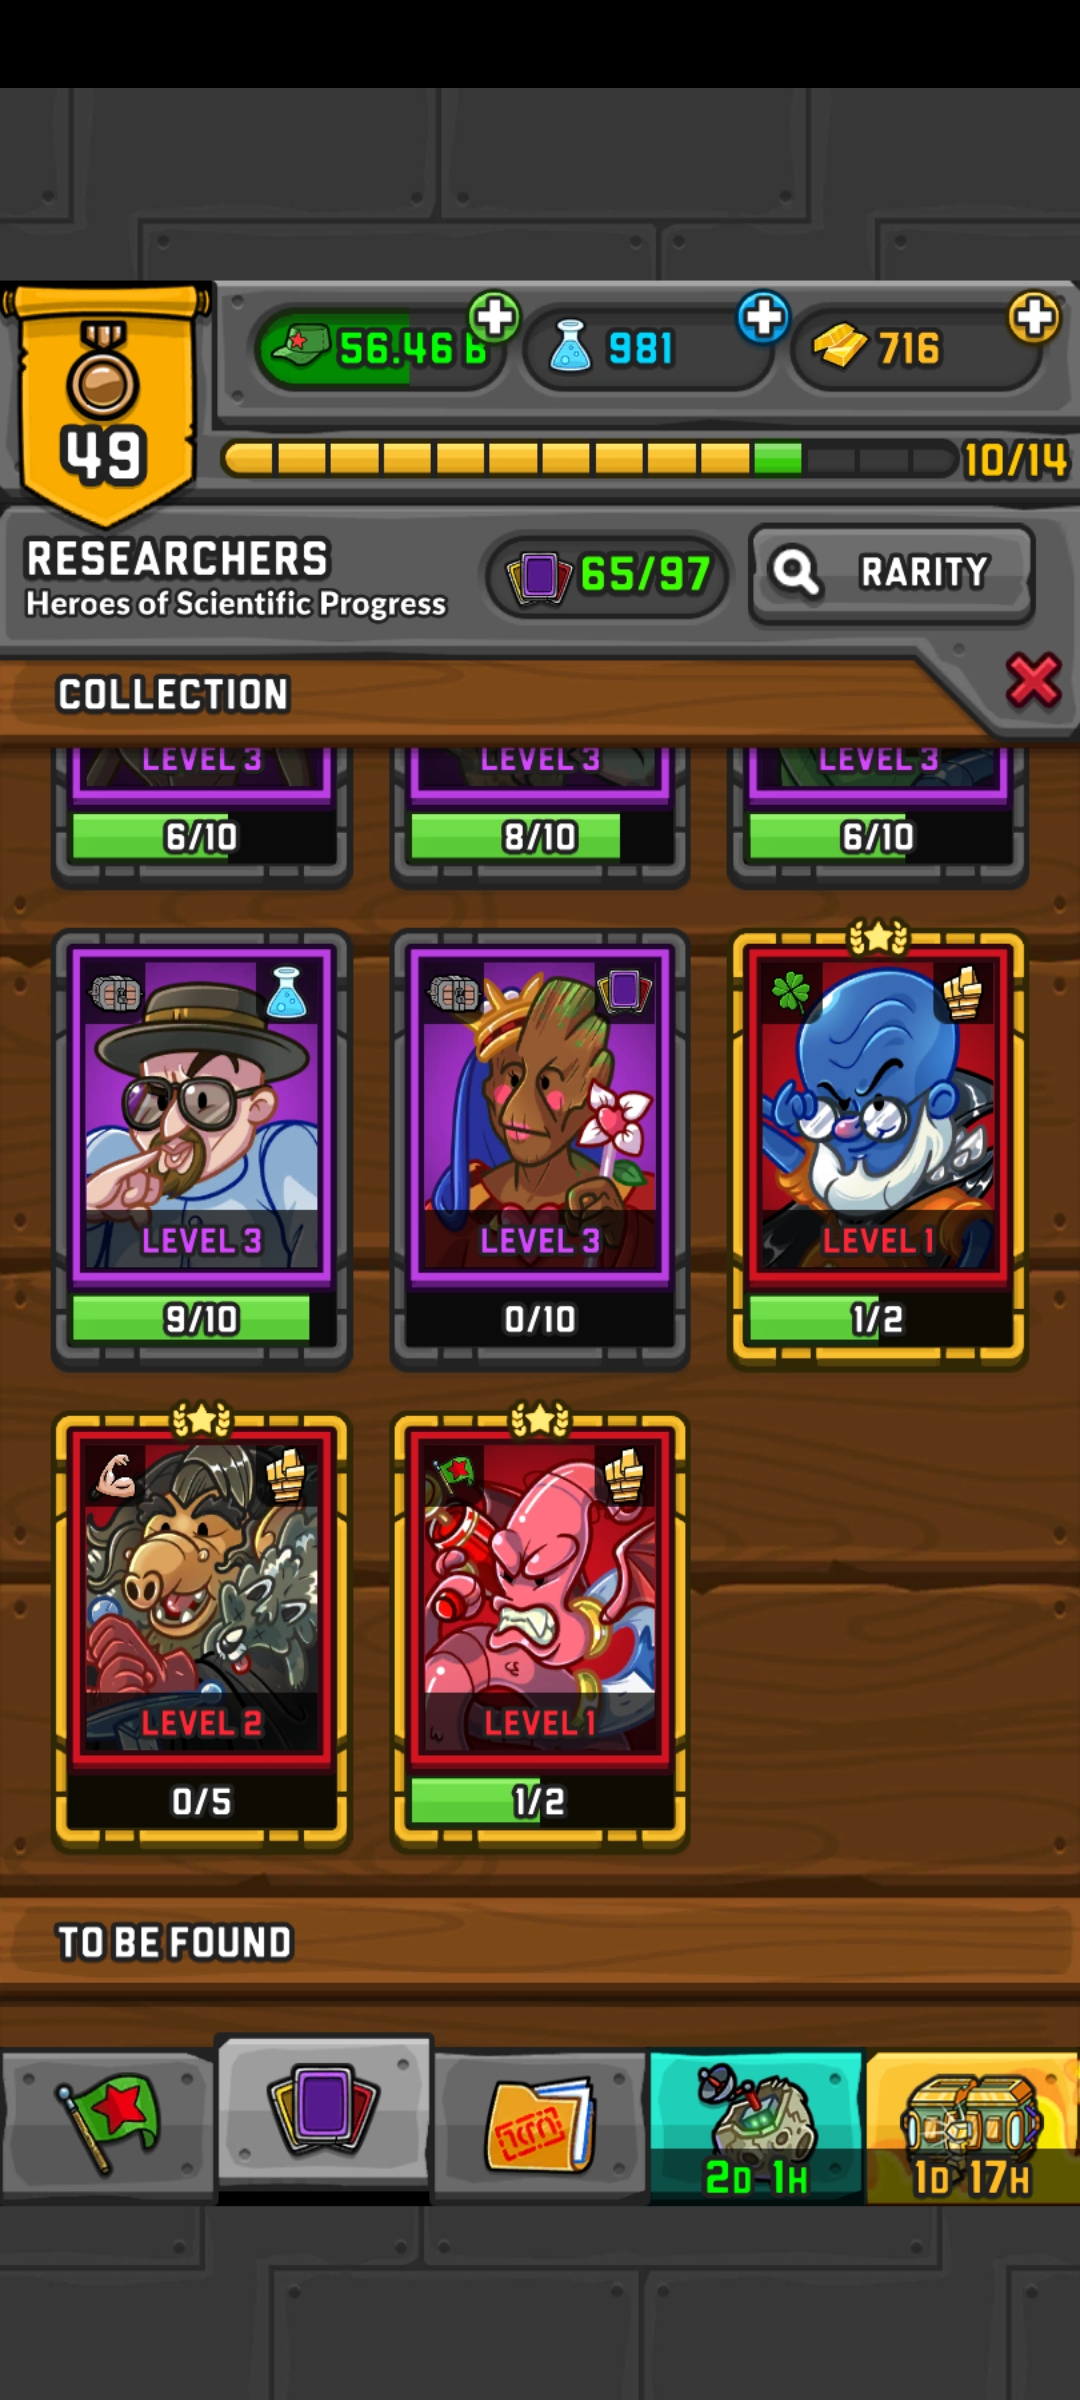 56.46 B
981
716
49
10/14
RESEARCHERS
Heroes of Scientific Progress
65/97
RARITY
COLLECTION
LEVEL 3
LEVEL 3
LEVEL 3
6/10
8/10
6/10
LEVEL 3
LEVEL 3
LEVEL 1
9/10
0/10
1/2
LEVEL 2
LEVEL 1
0/5
1/2
TO BE FOUND
2D 1H
1D 17H